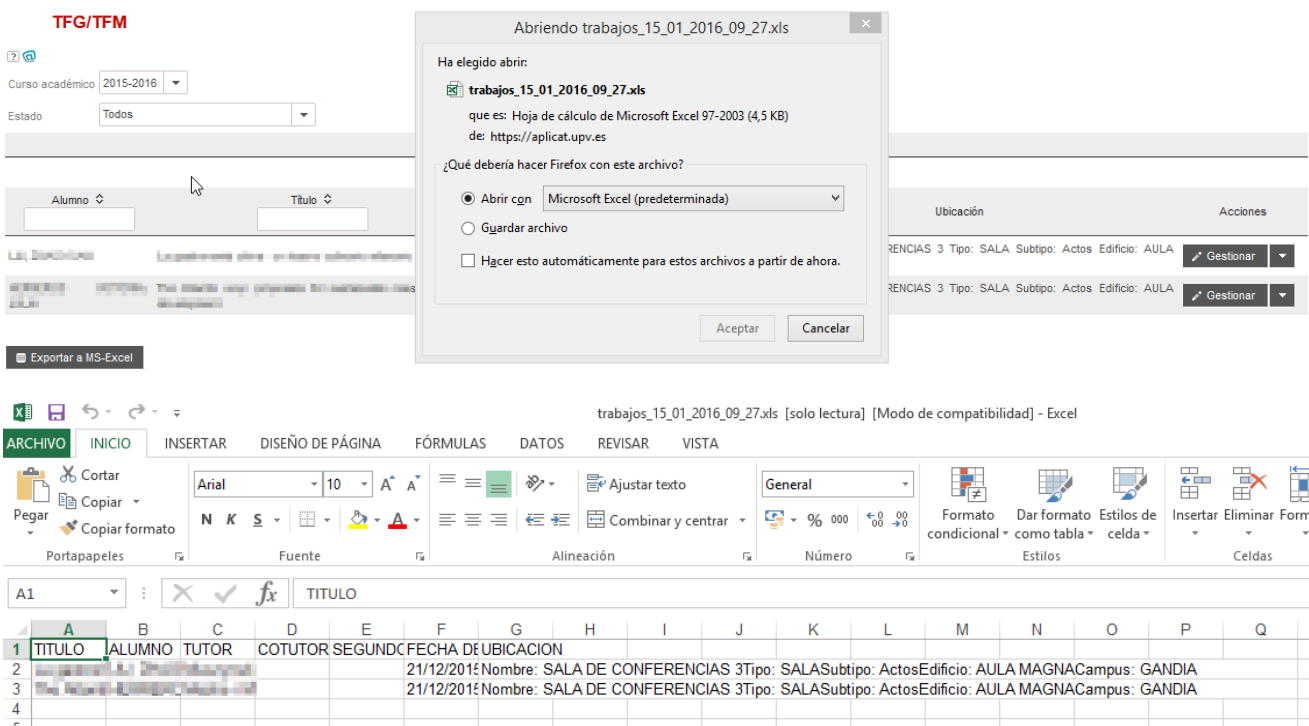 TFG/TFM
Abriendo trabajos_15_01_2016_09_27.xls
?
Curso académico 2015-2016
Estado Todos
Ha elegido abrir:
trabajos_15_01_2016_09_27.xls
que es: Hoja de cálculo de Microsoft Excel 97-2003 (4,5 KB)
de: https://aplicat.upv.es
¿Qué debería hacer Firefox con este archivo?
Abrir con Microsoft Excel (predeterminada)
Guardar archivo
Hacer esto automáticamente para estos archivos a partir de ahora.
Aceptar Cancelar
Alumno Título Ubicación Acciones
RENCIAS 3 Tipo: SALA Subtipo: Actos Edificio: AULA Gestionar
RENCIAS 3 Tipo: SALA Subtipo: Actos Edificio: AULA Gestionar
Exportar a MS-Excel
trabajos_15_01_2016_09_27.xls [solo lectura] [Modo de compatibilidad] - Excel
ARCHIVO INICIO INSERTAR DISEÑO DE PÁGINA FÓRMULAS DATOS REVISAR VISTA
Pegar
Cortar
Copiar
Copiar formato
Portapapeles
Arial 10
N K S
Fuente
Ajustar texto
Combinar y centrar
Alineación
General
% 000
Número
Formato condicional
Dar formato como tabla
Estilos de celda
Estilos
Insertar Eliminar Form
Celdas
A1 fx TITULO
A B C D E F G H I J K L M N O P Q
1 TITULO ALUMNO TUTOR COTUTOR SEGUNDO FECHA DE UBICACION
2 21/12/2015 Nombre: SALA DE CONFERENCIAS 3Tipo: SALASubtipo: ActosEdificio: AULA MAGNACampus: GANDIA
3 21/12/2015 Nombre: SALA DE CONFERENCIAS 3Tipo: SALASubtipo: ActosEdificio: AULA MAGNACampus: GANDIA
4